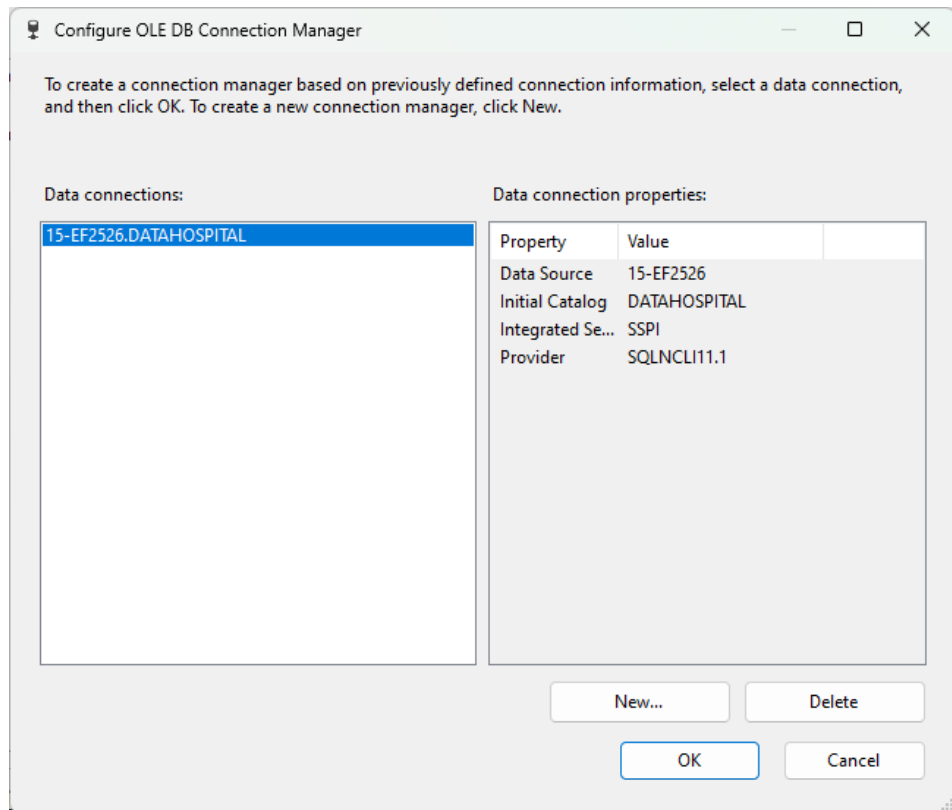 Configure OLE DB Connection Manager
To create a connection manager based on previously defined connection information, select a data connection,
and then click OK. To create a new connection manager, click New.
Data connections:
Data connection properties:
15-EF2526.DATAHOSPITAL
Property Value
Data Source 15-EF2526
Initial Catalog DATAHOSPITAL
Integrated Se... SSPI
Provider SQLNCLI11.1
New... Delete
OK Cancel